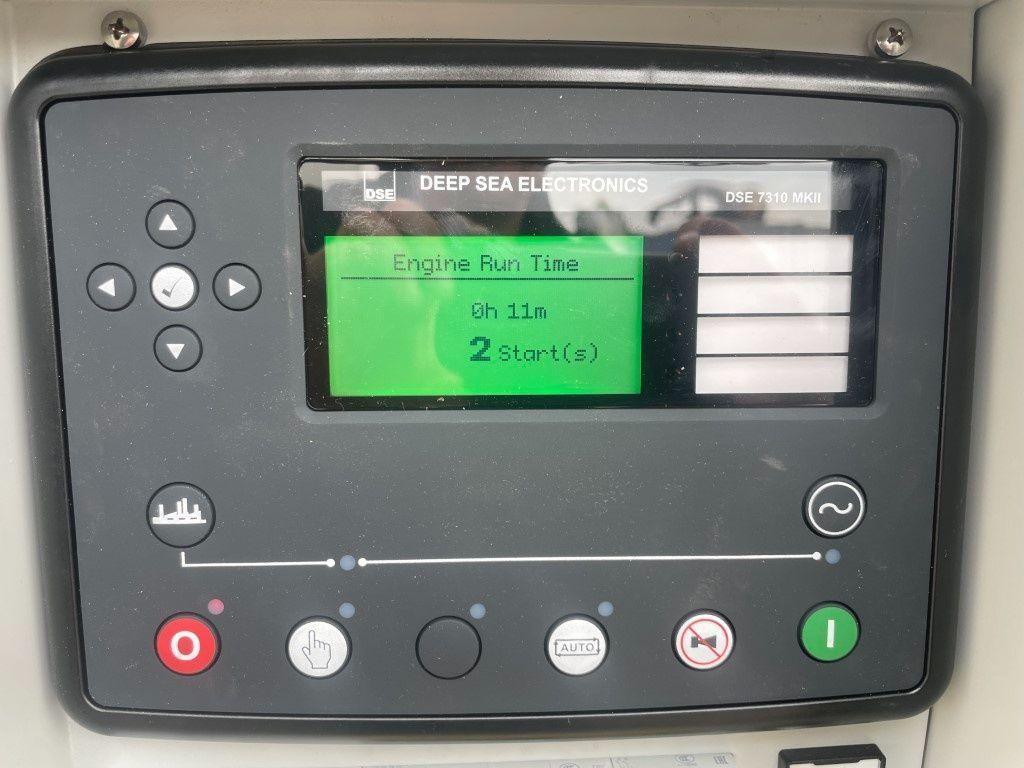 DSE
DEEP SEA ELECTRONICS
DSE 7310 MKII
Engine Run Time
0h 11m
2 Start(s)
O
AUTO
I